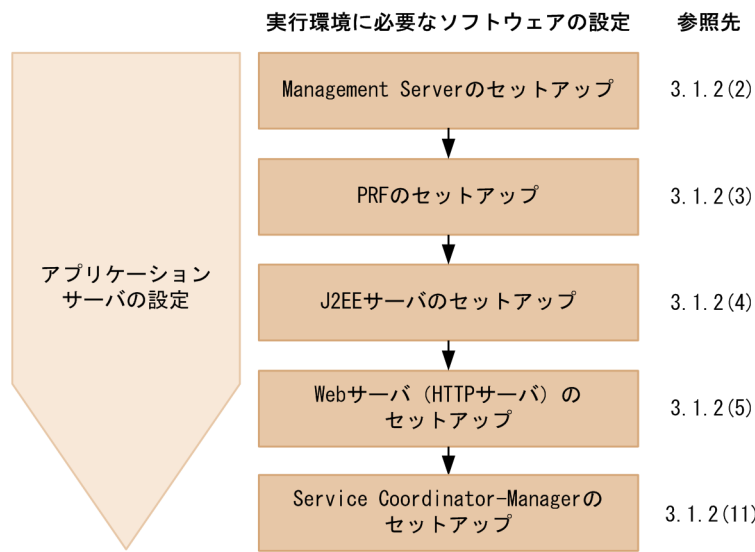 実行環境に必要なソフトウェアの設定 参照先
Management Serverのセットアップ 3.1.2(2)
PRFのセットアップ 3.1.2(3)
アプリケーション
サーバの設定
J2EEサーバのセットアップ 3.1.2(4)
Webサーバ（HTTPサーバ）の
セットアップ
3.1.2(5)
Service Coordinator-Managerの
セットアップ
3.1.2(11)